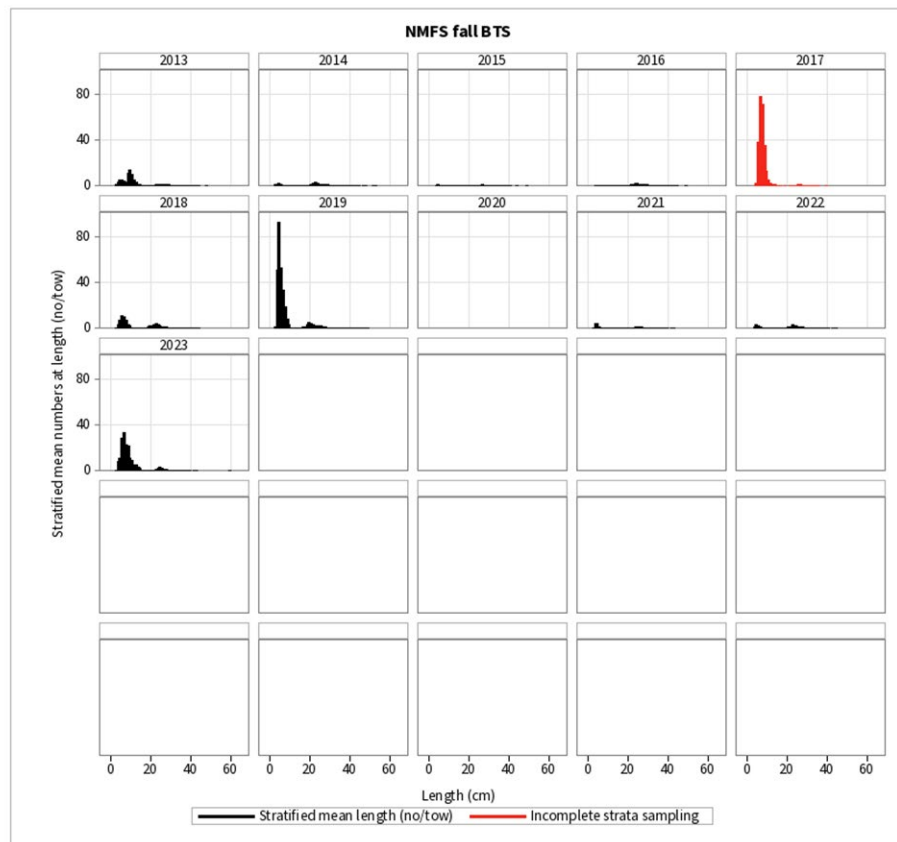 NMFS fall BTS
2013 2014 2015 2016 2017
80
40
0
2018 2019 2020 2021 2022
80
40
0
2023
80
40
0
Stratified mean numbers at length (no/tow)
0 20 40 60 0 20 40 60 0 20 40 60 0 20 40 60 0 20 40 60
Length (cm)
Stratified mean length (no/tow) Incomplete strata sampling